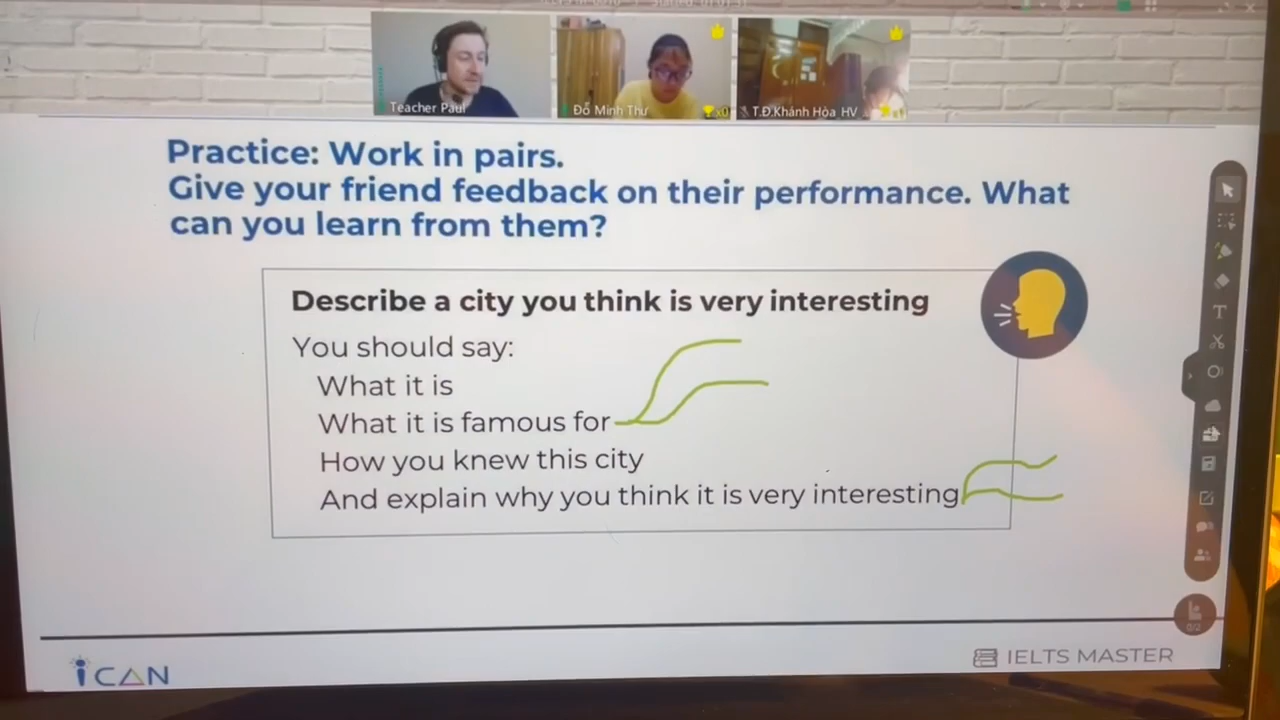 Teacher Paul
Đỗ Minh Thư
x0
T.Đ.Khánh Hòa_HV
Practice: Work in pairs.
Give your friend feedback on their performance. What
can you learn from them?
Describe a city you think is very interesting
You should say:
What it is
What it is famous for
How you knew this city
And explain why you think it is very interesting
T
0/2
iCAN
IELTS MASTER